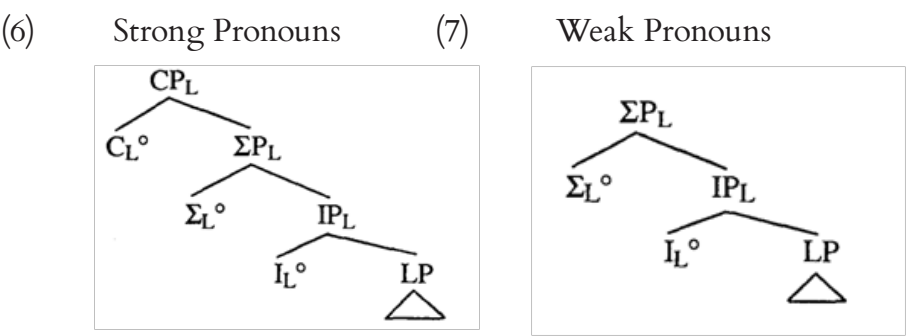 (6) Strong Pronouns (7) Weak Pronouns
CP_L
C_L° ΣP_L
Σ_L° IP_L
I_L° LP
ΣP_L
Σ_L° IP_L
I_L° LP